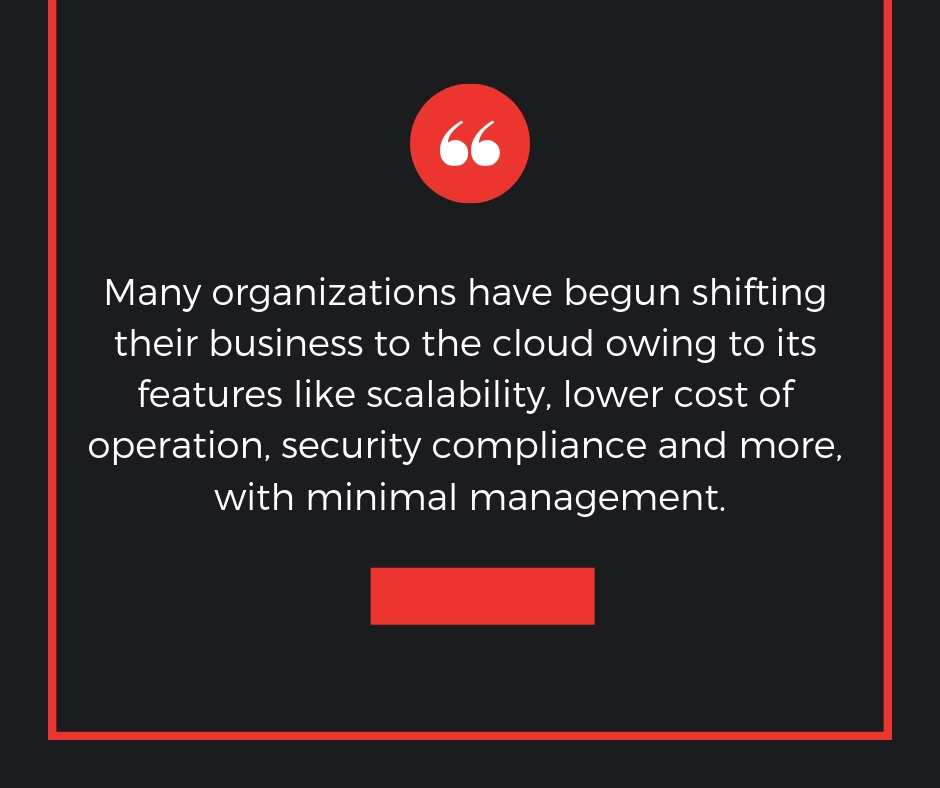 ❝
Many organizations have begun shifting
their business to the cloud owing to its
features like scalability, lower cost of
operation, security compliance and more,
with minimal management.